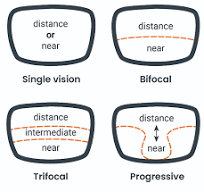 distance
or
near
Single vision
distance
near
Bifocal
distance
intermediate
near
Trifocal
distance
near
Progressive